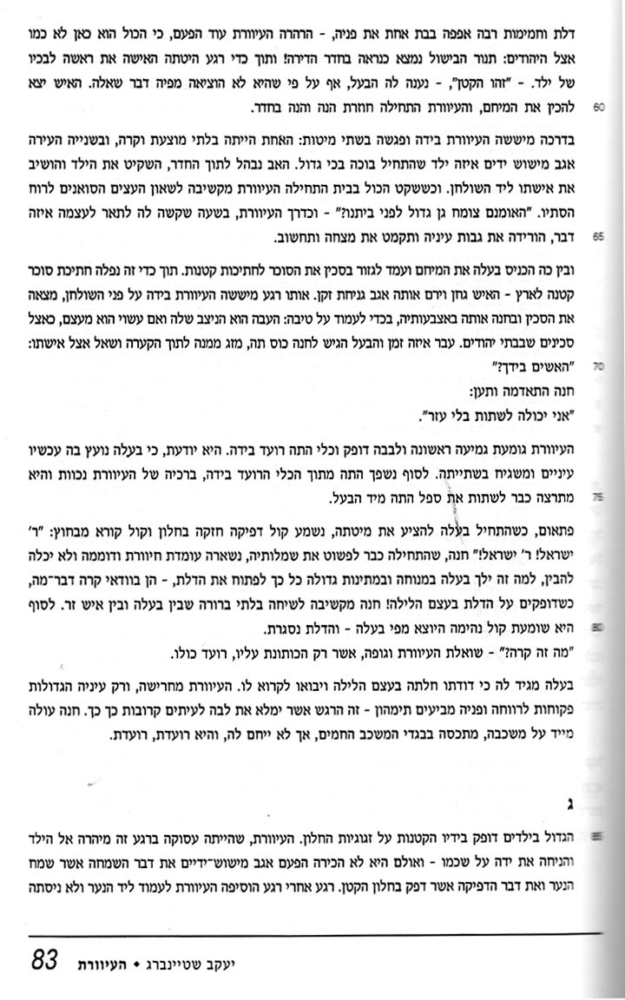 דלת וחמימות רבה אפפה בבת אחת את פניה, - הרהרה העיוורת עוד הפעם, כי הכול הוא כאן לא כמו
אצל היהודים: תנור הבישול נמצא כנראה בחדר הדירה! ותוך כדי רגע היטתה האישה את ראשה לבכיו
של ילד. - "זהו הקטן", - נענה לה הבעל, אף על פי שהיא לא הוציאה מפיה דבר שאלה. האיש יצא
להכין את המיחם, והעיוורת התחילה חוזרת הנה והנה בחדר. 60
בדרכה מיששה העיוורת בידה ופגשה בשתי מיטות: האחת הייתה בלתי מוצעת וקרה, ובשנייה העירה
אגב מישוש ידים איזה ילד שהתחיל בוכה בכי גדול. האב נבהל לתוך החדר, השקיט את הילד והושיב
את אישתו ליד השולחן. וכששקט הכול בבית התחילה העיוורת מקשיבה לשאון העצים הסואנים לרוח
הסתיו. "האומנם צומח גן גדול לפני ביתנו?" - וכדרך העיוורת, בשעה שקשה לה לתאר לעצמה איזה
דבר, הורידה את גבות עיניה ותקמט את מצחה ותחשוב. 65
ובין כה הכניס בעלה את המיחם ועמד לגזור בסכין את הסוכר לחתיכות קטנות. תוך כדי זה נפלה חתיכת סוכר
קטנה לארץ - האיש גחן וירם אותה אגב גניחת זקן. אותו רגע מיששה העיוורת בידה על פני השולחן, מצאה
את הסכין ובחנה אותה באצבעותיה, בכדי לעמוד על טיבה: העבה הוא הניצב שלה ואם עשוי הוא מעצם, כאצל
סכינים שבבתי יהודים. עבר איזה זמן והבעל הגיש לחנה כוס תה, מזג ממנה לתוך הקערה ושאל אצל אישתו:
"האשים בידך?" 70
חנה התאדמה ותען:
"אני יכולה לשתות בלי עזר".
העיוורת גומעת גמיעה ראשונה ולבבה דופק וכלי התה רועד בידה. היא יודעת, כי בעלה נועץ בה עכשיו
עיניים ומשגיח בשתייתה. לסוף נשפך התה מתוך הכלי הרועד בידה, ברכיה של העיוורת נכוות והיא
מתרצה כבר לשתות את ספל התה מיד הבעל. 75
פתאום, כשהתחיל בעלה להציע את מיטתה, נשמע קול דפיקה חזקה בחלון וקול קורא מבחוץ: "ר'
ישראל! ר' ישראל!" חנה, שהתחילה כבר לפשוט את שמלותיה, נשארה עומדת חיוורת ודוממה ולא יכלה
להבין, למה זה ילך בעלה במנוחה ובמתינות גדולה כל כך לפתוח את הדלת, - הן בוודאי קרה דבר־מה,
כשדופקים על הדלת בעצם הלילה! חנה מקשיבה לשיחה בלתי ברורה שבין בעלה ובין איש זר. לסוף
היא שומעת קול נהימה היוצא מפי בעלה - והדלת נסגרת. 80
"מה זה קרה?" - שואלת העיוורת וגופה, אשר רק הכותונת עליו, רועד כולו.
בעלה מגיד לה כי דודתו חלתה בעצם הלילה ויבואו לקרוא לו. העיוורת מחרישה, ורק עיניה הגדולות
פקוחות לרווחה ופניה מביעים תימהון - זה הרגש אשר ימלא את לבה לעיתים קרובות כך כך. חנה עולה
מייד על משכבה, מתכסה בבגדי המשכב החמים, אך לא ייחם לה, והיא רועדת, רועדת.
ג
הגדול בילדים דופק בידיו הקטנות על זגוגיות החלון. העיוורת, שהייתה עסוקה ברגע זה מיהרה אל הילד 85
והניחה את ידה על שכמו - ואולם היא לא הכירה הפעם אגב מישוש־ידיים את דבר השמחה אשר שמח
הנער ואת דבר הדפיקה אשר דפק בחלון הקטן. רגע אחרי רגע הוסיפה העיוורת לעמוד ליד הנער ולא ניסתה
יעקב שטיינברג • העיוורת 83